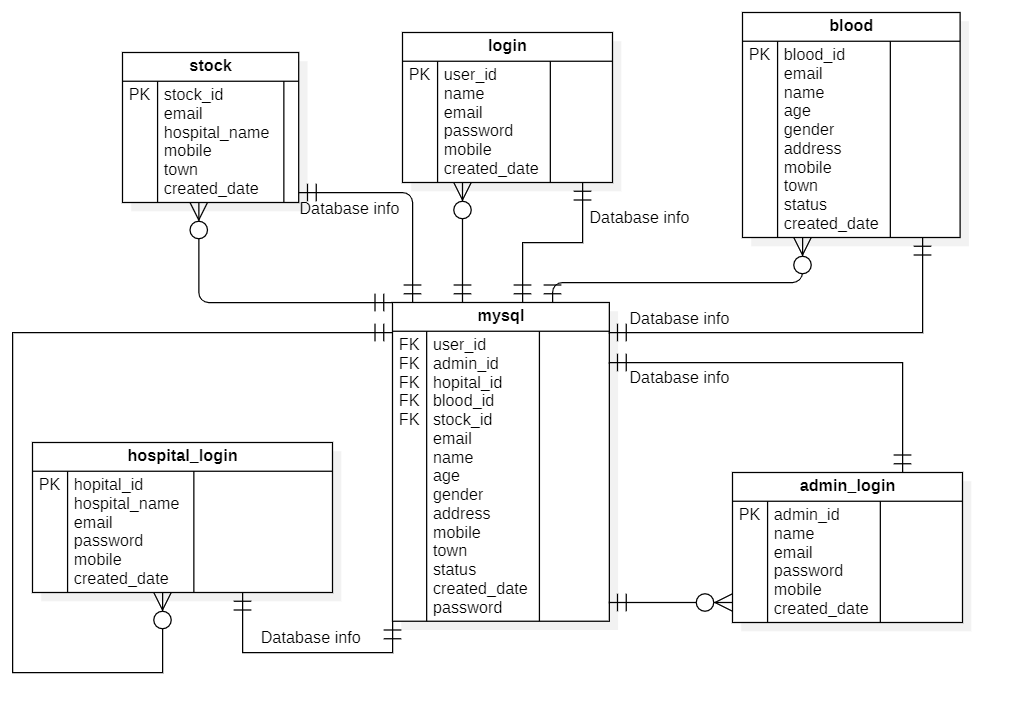 stock
PK stock_id
email
hospital_name
mobile
town
created_date
login
PK user_id
name
email
password
mobile
created_date
blood
PK blood_id
email
name
age
gender
address
mobile
town
status
created_date
Database info
Database info
Database info
Database info
mysql
FK user_id
FK admin_id
FK hopital_id
FK blood_id
FK stock_id
email
name
age
gender
address
mobile
town
status
created_date
password
hospital_login
PK hopital_id
hospital_name
email
password
mobile
created_date
Database info
admin_login
PK admin_id
name
email
password
mobile
created_date